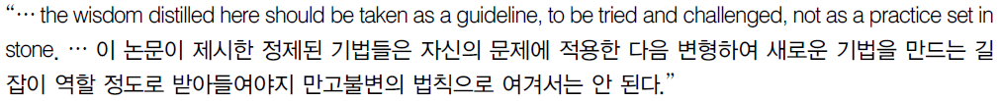 “⋯ the wisdom distilled here should be taken as a guideline, to be tried and challenged, not as a practice set in
stone. ⋯ 이 논문이 제시한 정제된 기법들은 자신의 문제에 적용한 다음 변형하여 새로운 기법을 만드는 길
잡이 역할 정도로 받아들여야지 만고불변의 법칙으로 여겨서는 안 된다.”